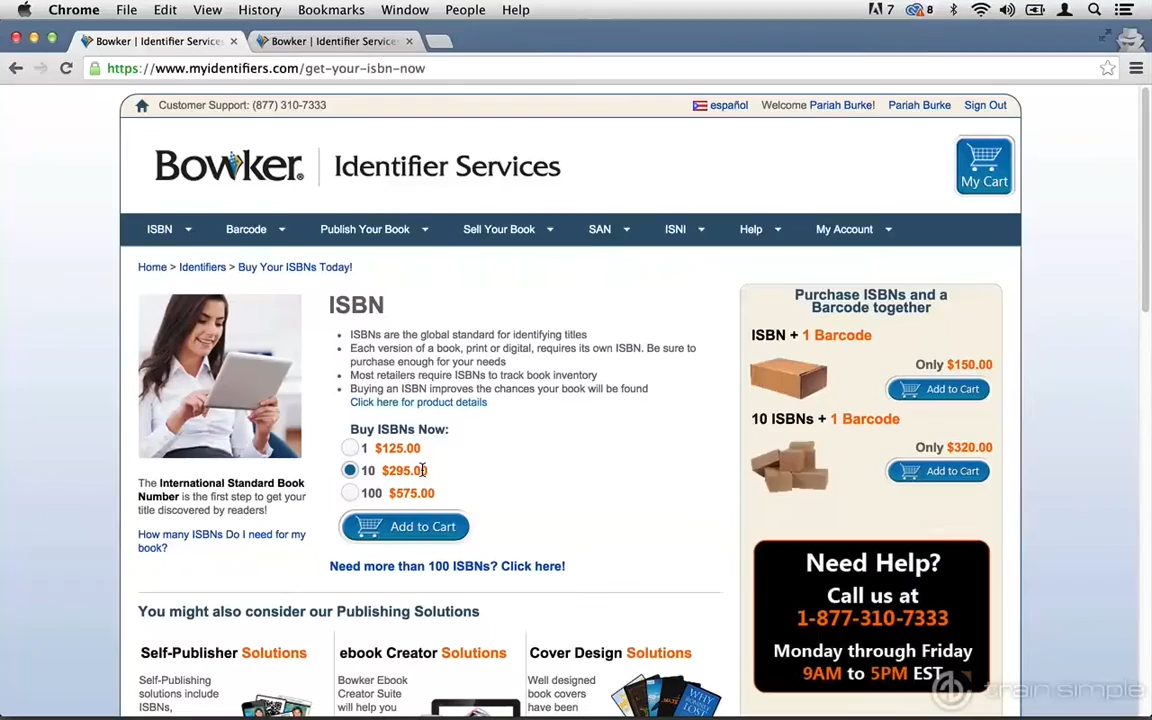 Chrome File Edit View History Bookmarks Window People Help 7 8
Bowker | Identifier Service: Bowker | Identifier Service:
https://www.myidentifiers.com/get-your-isbn-now
Customer Support: (877) 310-7333 español Welcome Pariah Burke! Pariah Burke Sign Out
Bowker | Identifier Services
My Cart
ISBN Barcode Publish Your Book Sell Your Book SAN ISNI Help My Account
Home > Identifiers > Buy Your ISBNs Today!
ISBN
• ISBNs are the global standard for identifying titles
• Each version of a book, print or digital, requires its own ISBN. Be sure to
purchase enough for your needs
• Most retailers require ISBNs to track book inventory
• Buying an ISBN improves the chances your book will be found
Click here for product details
Buy ISBNs Now:
1 $125.00
10 $295.00
100 $575.00
Add to Cart
Need more than 100 ISBNs? Click here!
The International Standard Book
Number is the first step to get your
title discovered by readers!
How many ISBNs Do I need for my
book?
Purchase ISBNs and a
Barcode together
ISBN + 1 Barcode
Only $150.00
Add to Cart
10 ISBNs + 1 Barcode
Only $320.00
Add to Cart
Need Help?
Call us at
1-877-310-7333
Monday through Friday
9AM to 5PM EST
You might also consider our Publishing Solutions
Self-Publisher Solutions
Self-Publishing
solutions include
ISBNs,
ebook Creator Solutions
Bowker Ebook
Creator Suite
will help you
Cover Design Solutions
Well designed
book covers
have been
train simple